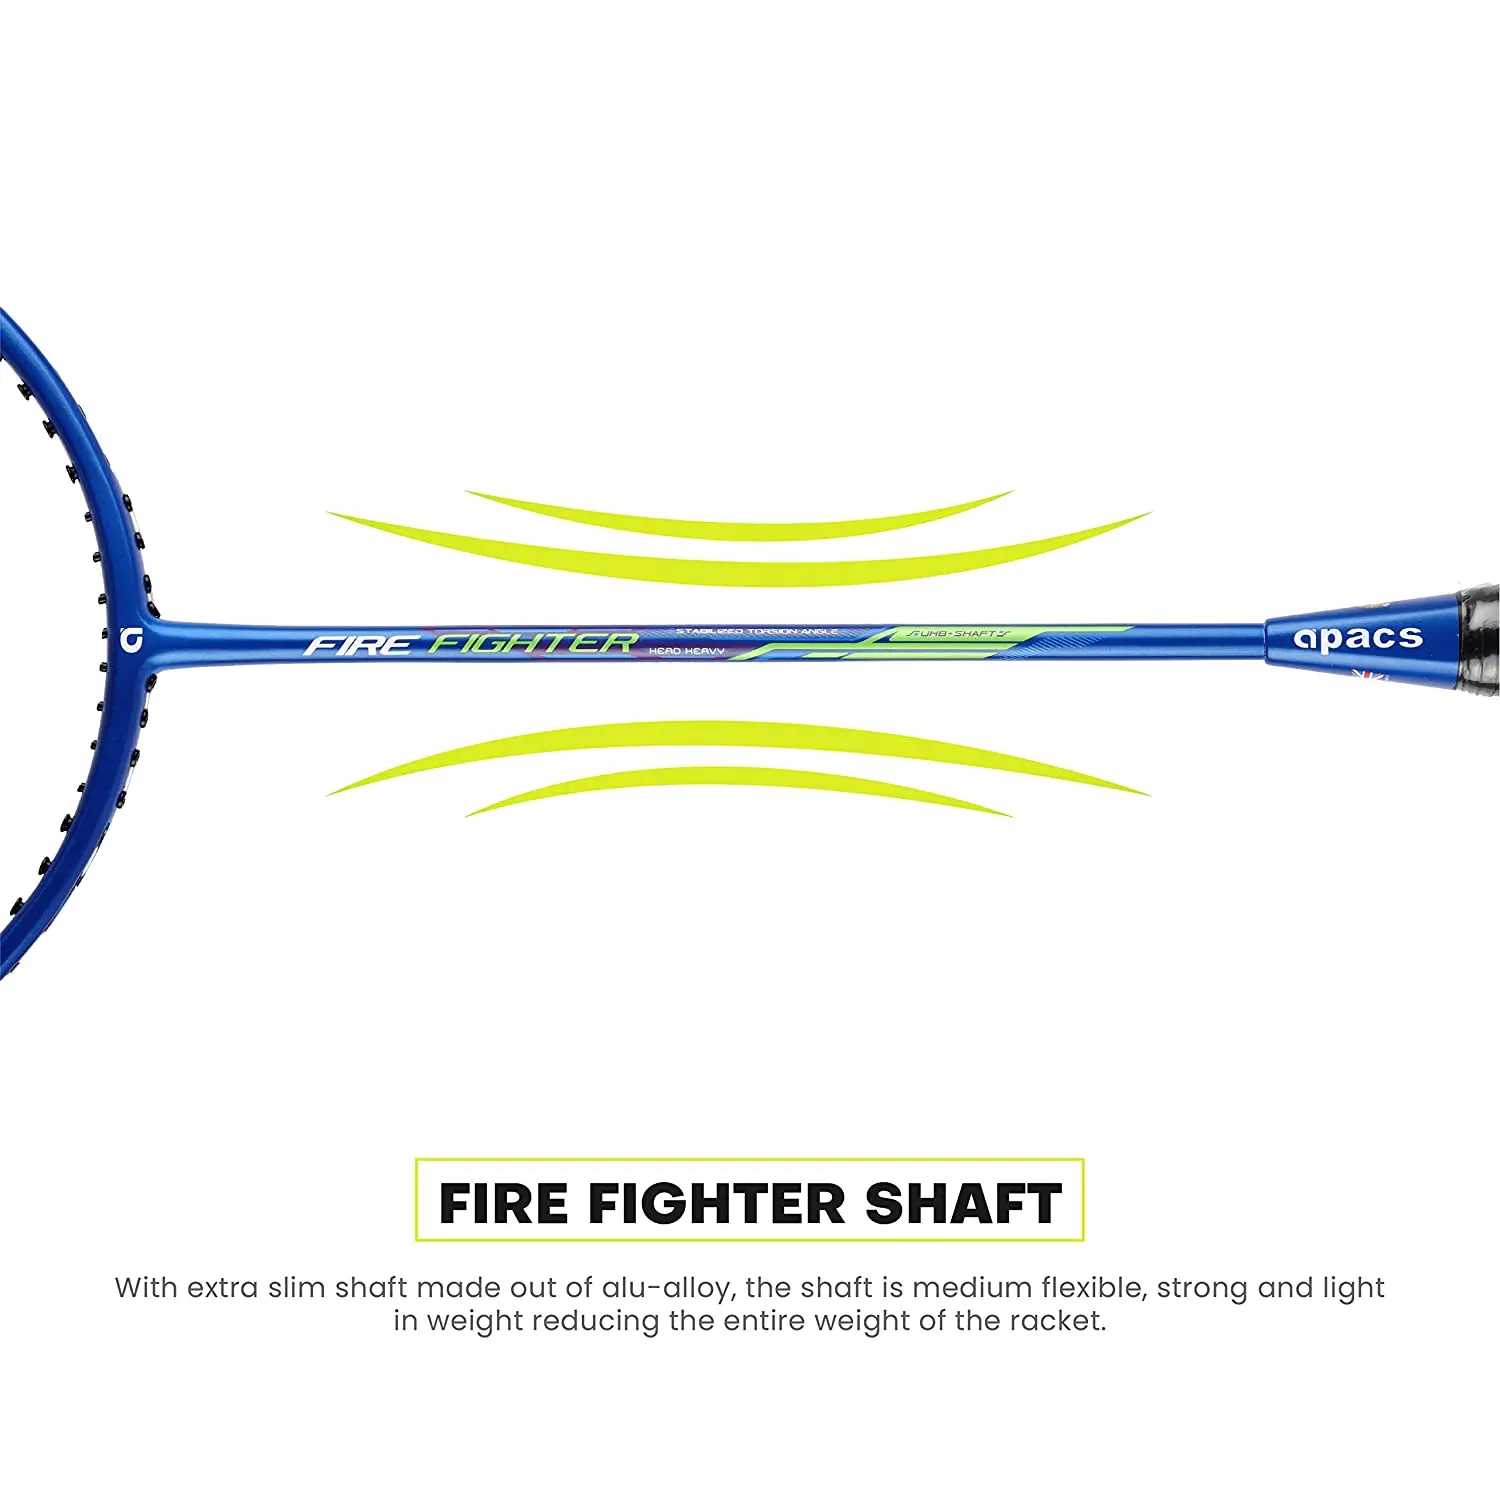 FIRE FIGHTER
STABILIZED TORSION ANGLE
HEAD HEAVY
UHB-SHAFT
apacs
FIRE FIGHTER SHAFT
With extra slim shaft made out of alu-alloy, the shaft is medium flexible, strong and light
in weight reducing the entire weight of the racket.